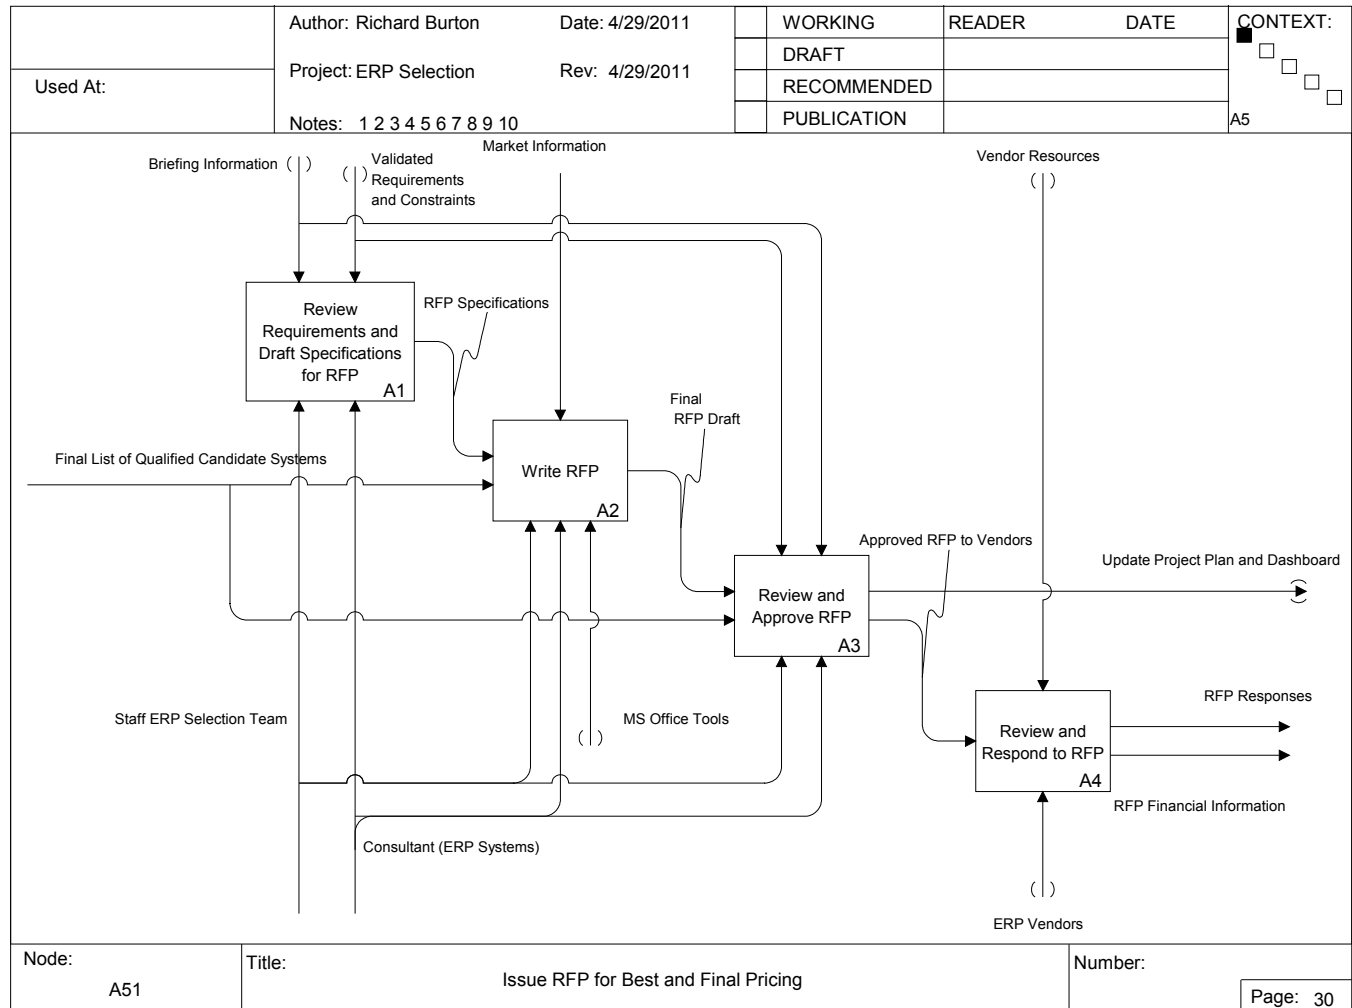 Used At:
Author: Richard Burton Date: 4/29/2011
Project: ERP Selection Rev: 4/29/2011
Notes: 1 2 3 4 5 6 7 8 9 10
WORKING
DRAFT
RECOMMENDED
PUBLICATION
READER DATE
CONTEXT:
A5
Briefing Information
Validated
Requirements
and Constraints
Market Information
Vendor Resources
Review
Requirements and
Draft Specifications
for RFP
A1
RFP Specifications
Final
RFP Draft
Final List of Qualified Candidate Systems
Write RFP
A2
Approved RFP to Vendors
Update Project Plan and Dashboard
Review and
Approve RFP
A3
Staff ERP Selection Team
MS Office Tools
RFP Responses
Review and
Respond to RFP
A4
RFP Financial Information
Consultant (ERP Systems)
ERP Vendors
Node:
A51
Title:
Issue RFP for Best and Final Pricing
Number:
Page: 30